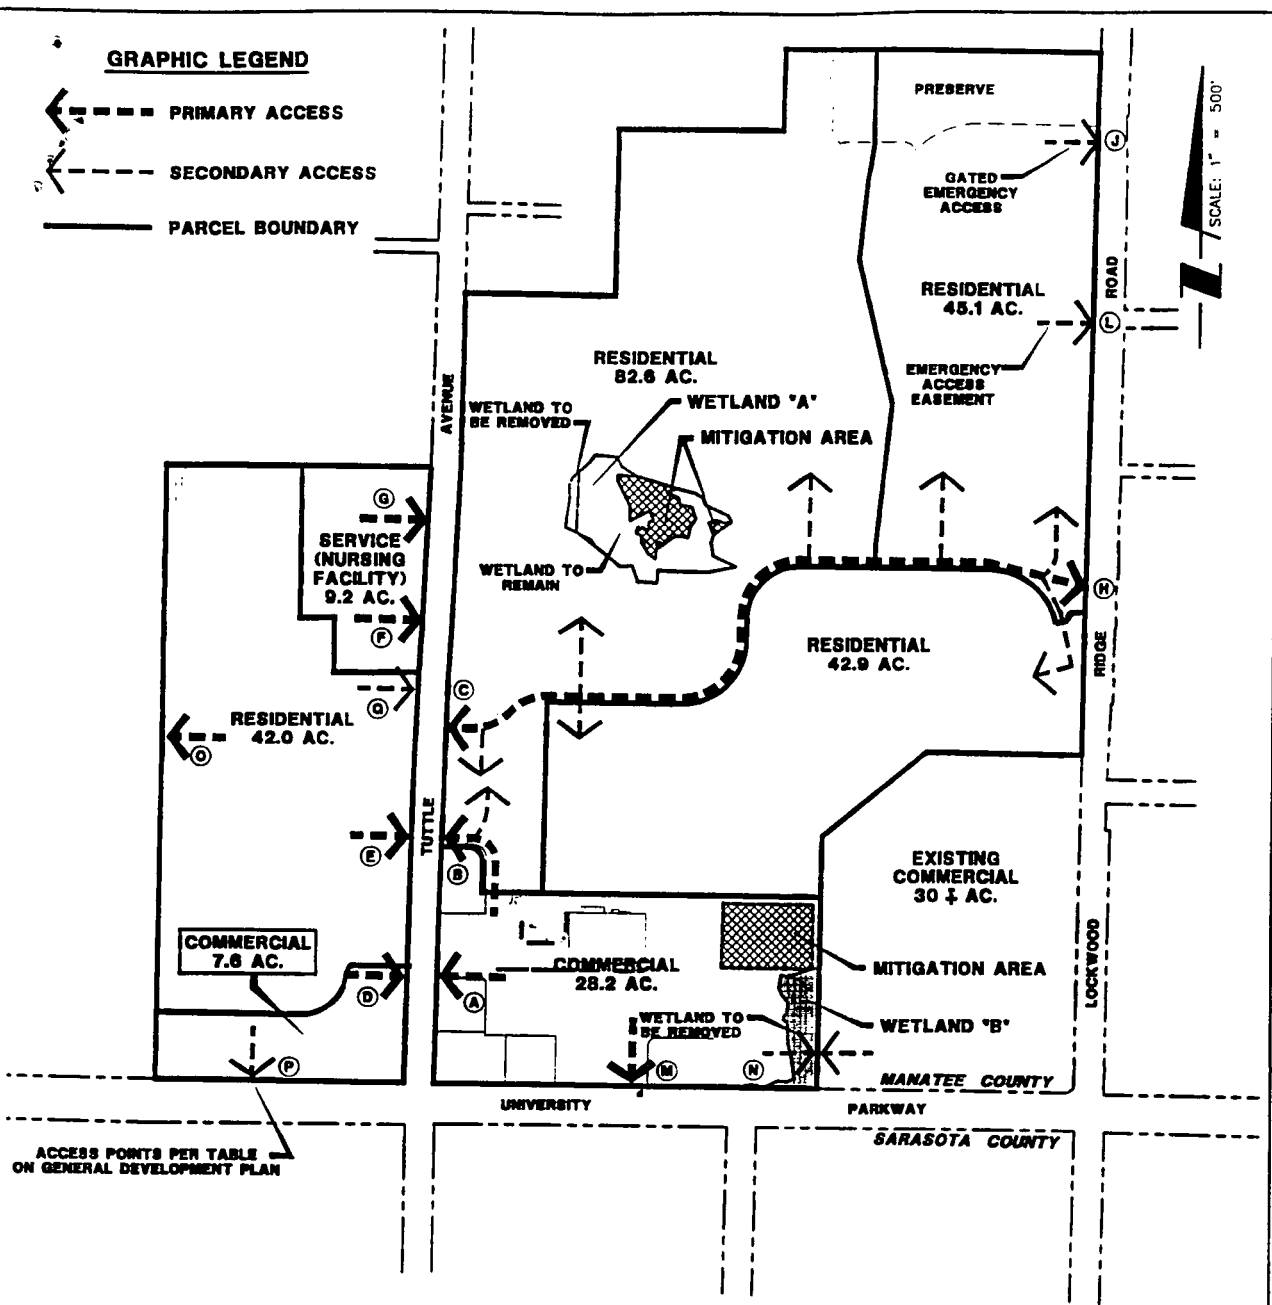 GRAPHIC LEGEND
PRIMARY ACCESS
SECONDARY ACCESS
PARCEL BOUNDARY
PRESERVE
J
GATED
EMERGENCY
ACCESS
SCALE: 1" = 500'
N
ROAD
RESIDENTIAL
45.1 AC.
L
EMERGENCY
ACCESS
EASEMENT
RESIDENTIAL
82.6 AC.
AVENUE
WETLAND TO
BE REMOVED
WETLAND "A"
MITIGATION AREA
G
SERVICE
(NURSING
FACILITY)
9.2 AC.
WETLAND TO
REMAIN
F
H
RESIDENTIAL
42.9 AC.
RIDGE
C
Q
RESIDENTIAL
42.0 AC.
O
TUTTLE
E
B
EXISTING
COMMERCIAL
30 ± AC.
LOCKWOOD
COMMERCIAL
7.6 AC.
COMMERCIAL
28.2 AC.
MITIGATION AREA
D
A
WETLAND TO
BE REMOVED
WETLAND "B"
P
M
N
MANATEE COUNTY
UNIVERSITY
PARKWAY
SARASOTA COUNTY
ACCESS POINTS PER TABLE
ON GENERAL DEVELOPMENT PLAN